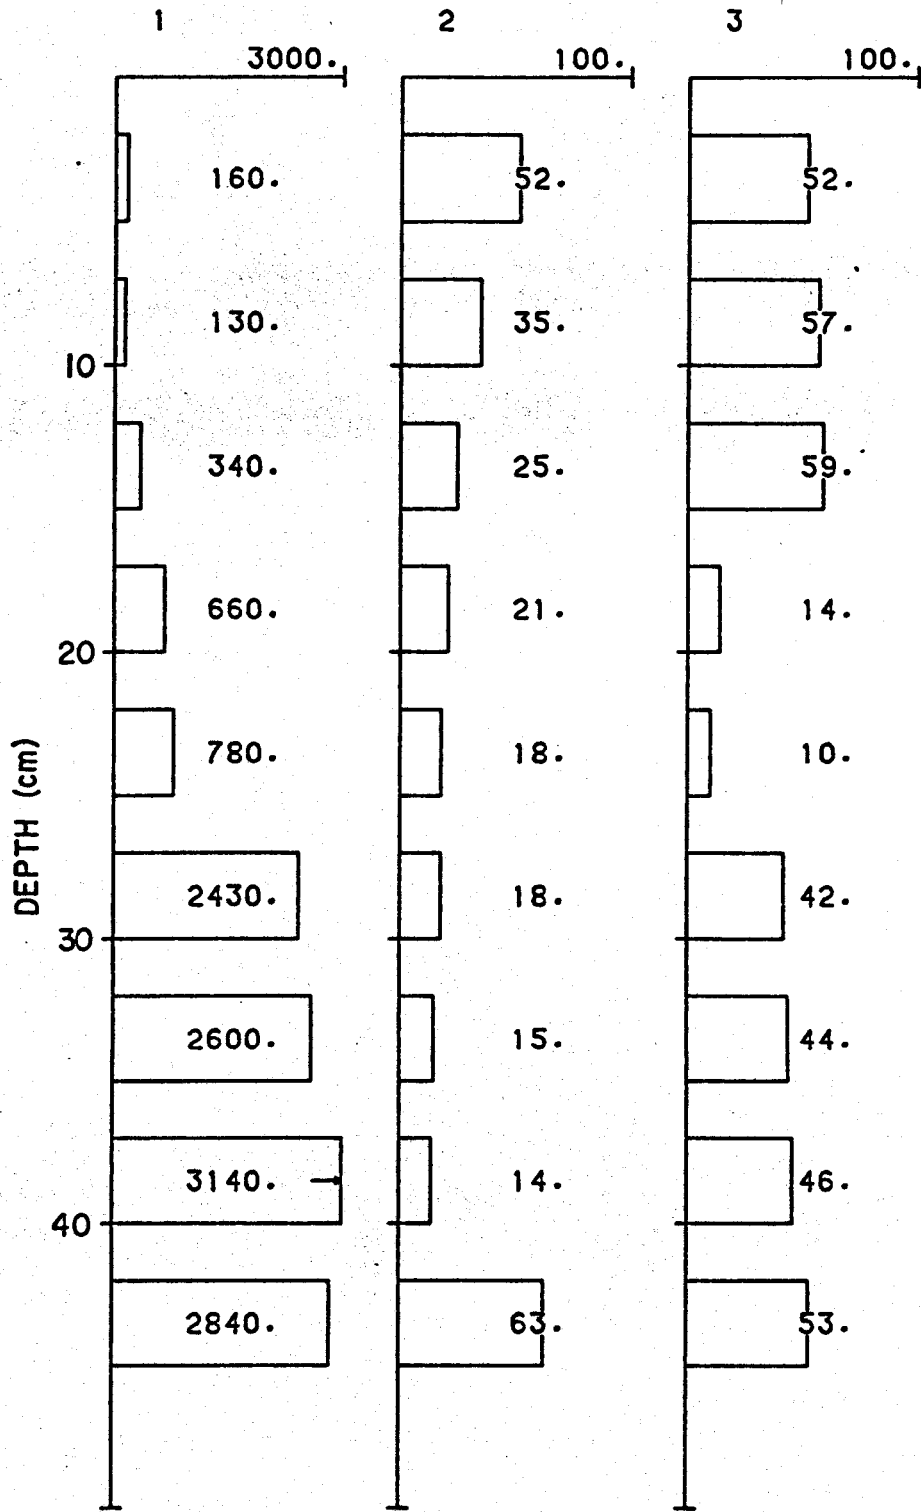 1 2 3
3000. 100. 100.
160. 52. 52.
130. 35. 57.
10
340. 25. 59.
660. 21. 14.
20
780. 18. 10.
DEPTH (cm)
2430. 18. 42.
30
2600. 15. 44.
3140. 14. 46.
40
2840. 63. 53.